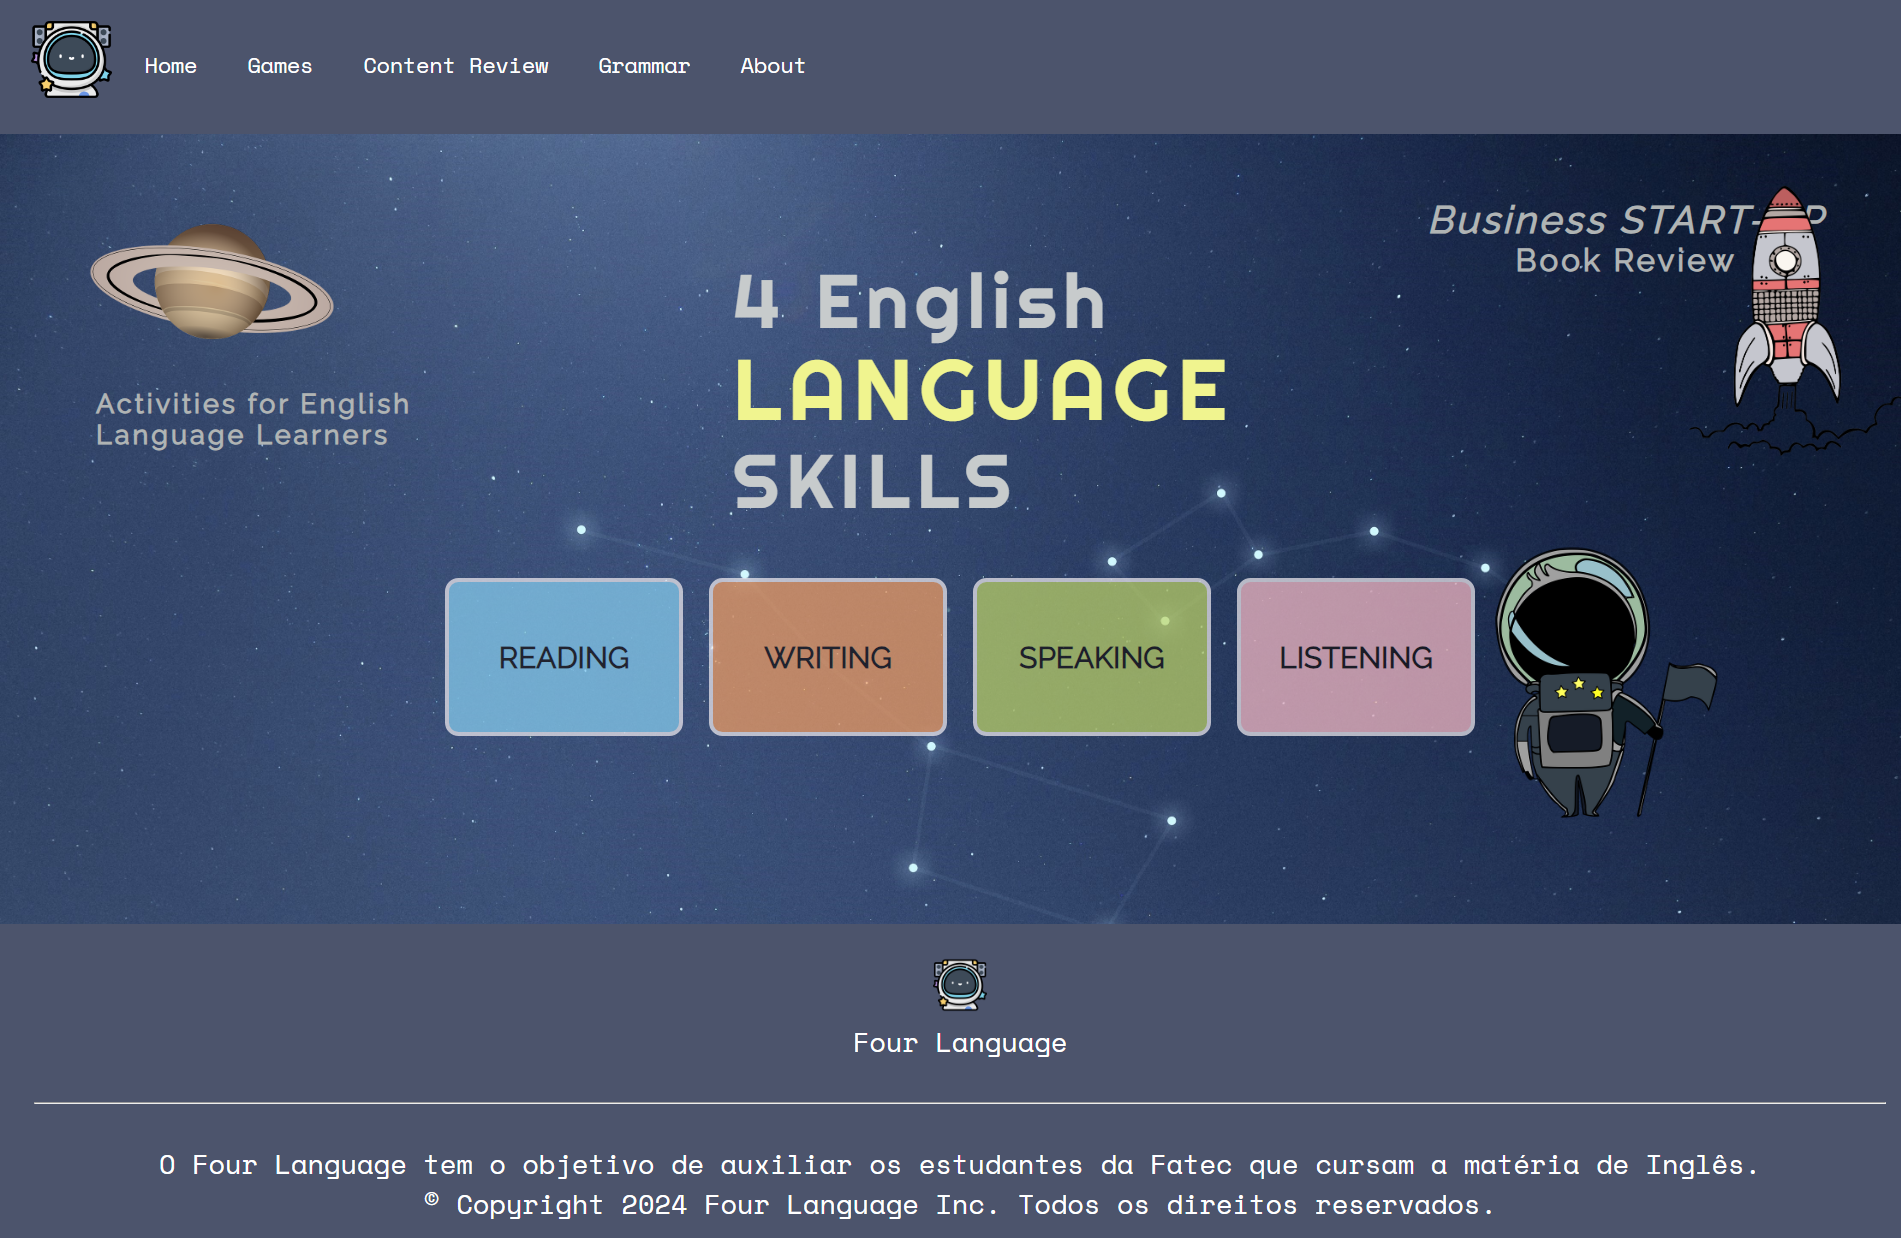 Home Games Content Review Grammar About
Business START-
Book Review
4 English
LANGUAGE
SKILLS
Activities for English
Language Learners
READING WRITING SPEAKING LISTENING
Four Language
O Four Language tem o objetivo de auxiliar os estudantes da Fatec que cursam a matéria de Inglês.
© Copyright 2024 Four Language Inc. Todos os direitos reservados.